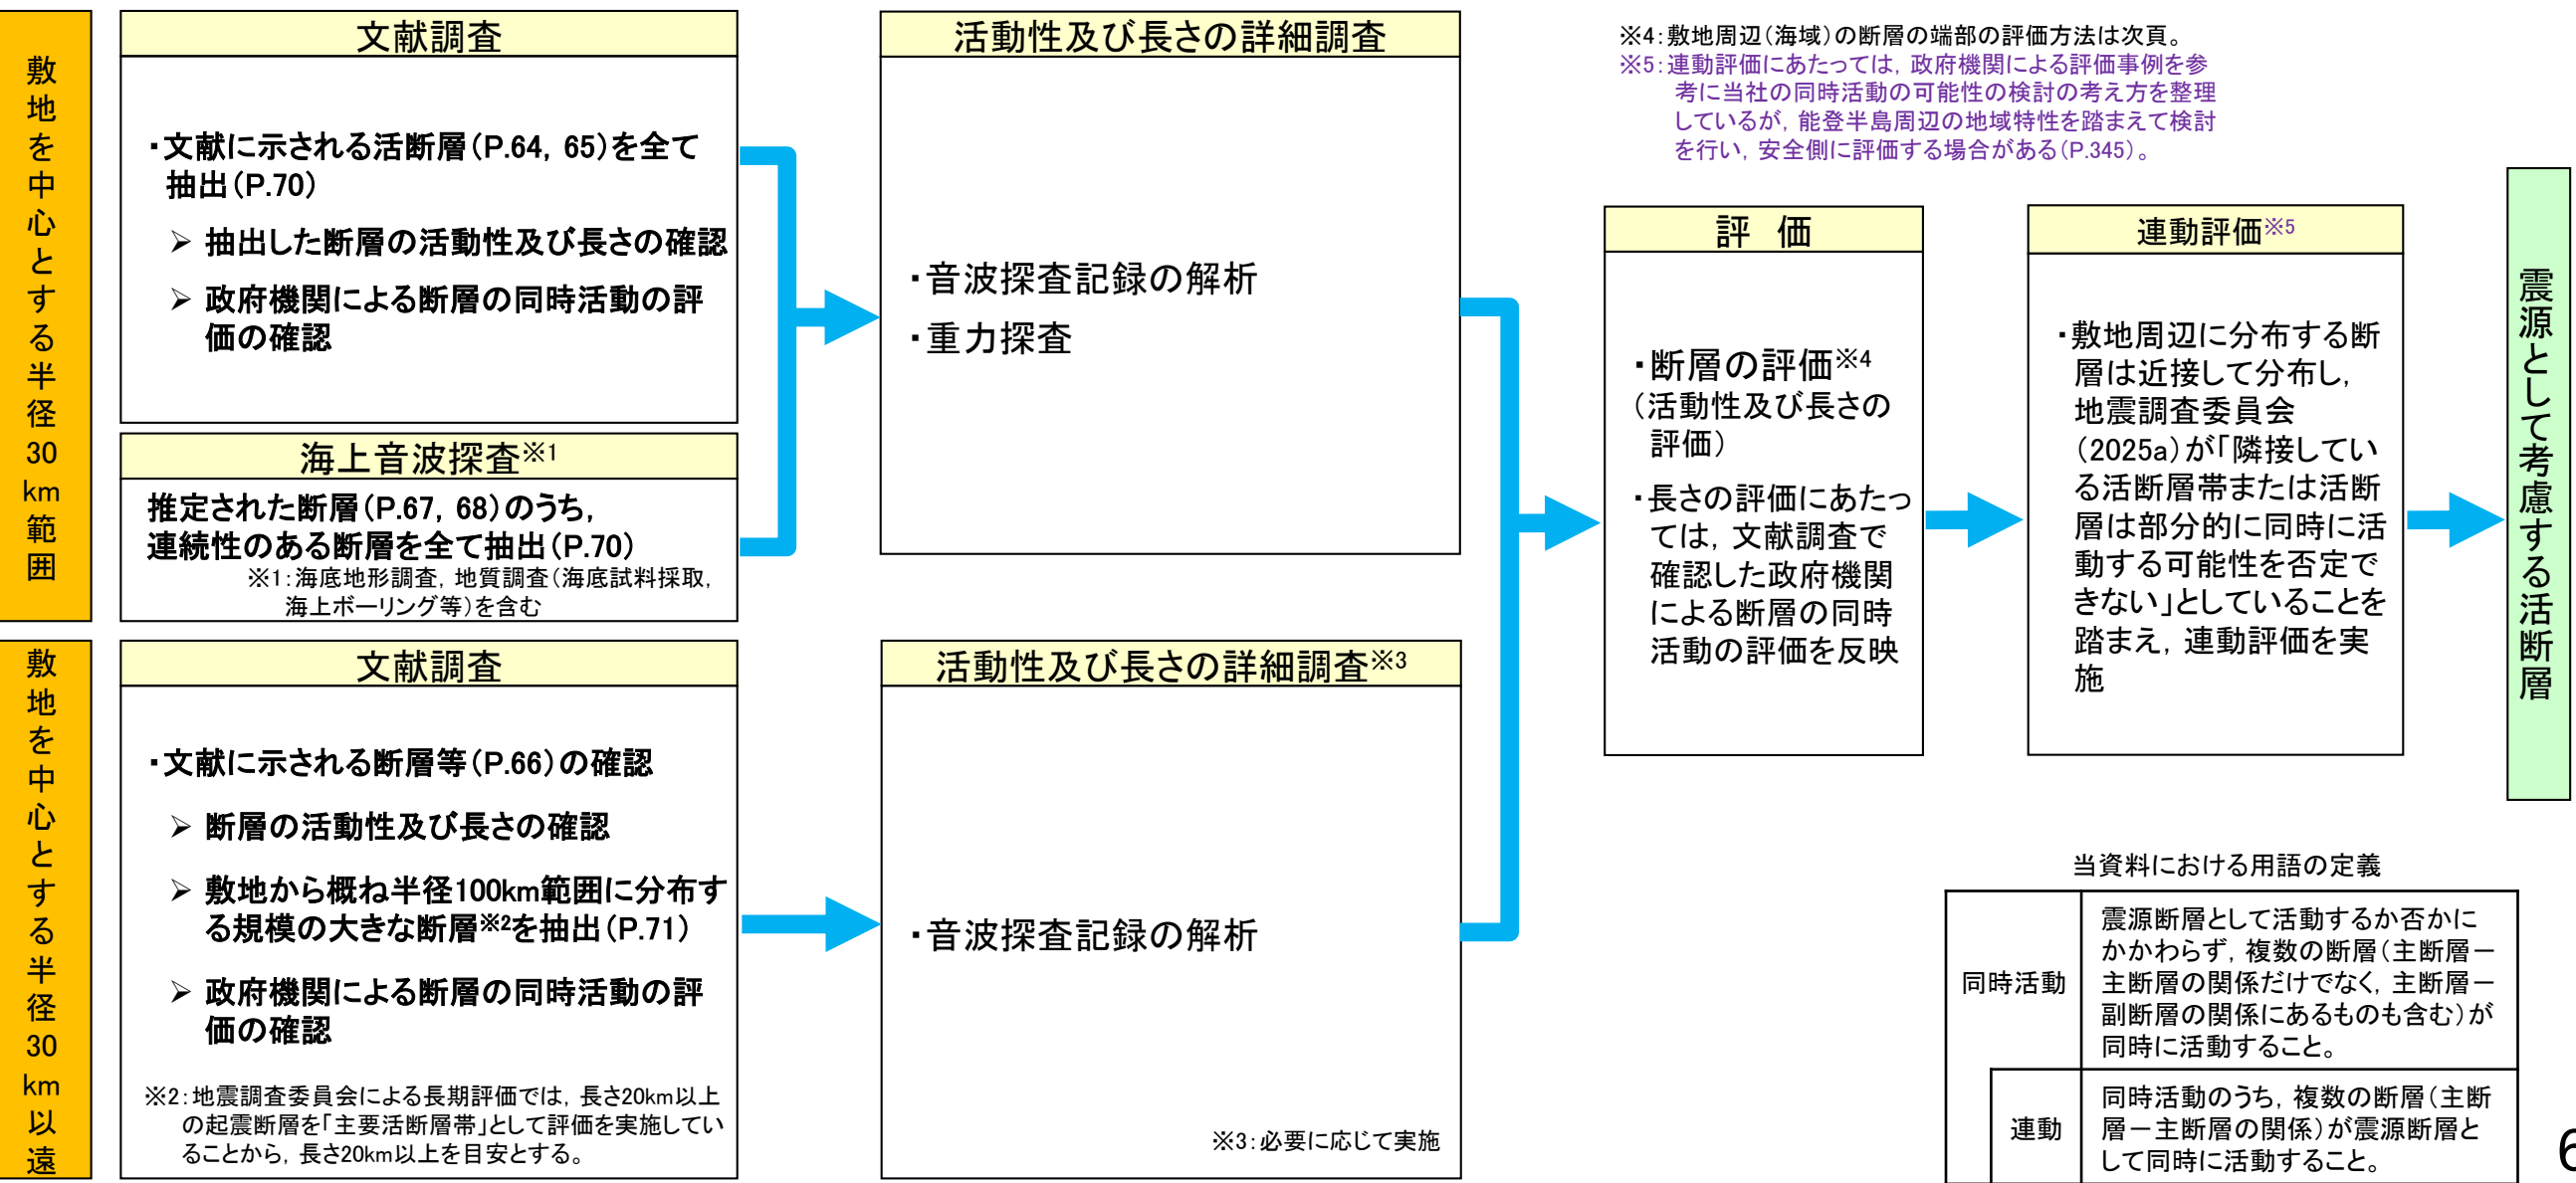 敷地を中心とする半径30km範囲
文献調査
・文献に示される活断層(P.64, 65)を全て
抽出(P.70)
➢ 抽出した断層の活動性及び長さの確認
➢ 政府機関による断層の同時活動の評
価の確認
海上音波探査※1
推定された断層(P.67, 68)のうち,
連続性のある断層を全て抽出(P.70)
※1:海底地形調査, 地質調査(海底試料採取,
海上ボーリング等)を含む
活動性及び長さの詳細調査
・音波探査記録の解析
・重力探査
敷地を中心とする半径30km以遠
文献調査
・文献に示される断層等(P.66)の確認
➢ 断層の活動性及び長さの確認
➢ 敷地から概ね半径100km範囲に分布す
る規模の大きな断層※2を抽出(P.71)
➢ 政府機関による断層の同時活動の評
価の確認
※2:地震調査委員会による長期評価では, 長さ20km以上
の起震断層を「主要活断層帯」として評価を実施してい
ることから, 長さ20km以上を目安とする。
活動性及び長さの詳細調査※3
・音波探査記録の解析
※3:必要に応じて実施
※4:敷地周辺(海域)の断層の端部の評価方法は次頁。
※5:連動評価にあたっては, 政府機関による評価事例を参
考に当社の同時活動の可能性の検討の考え方を整理
しているが, 能登半島周辺の地域特性を踏まえて検討
を行い, 安全側に評価する場合がある(P.345)。
評 価
・断層の評価※4
(活動性及び長さの
評価)
・長さの評価にあたっ
ては, 文献調査で
確認した政府機関
による断層の同時
活動の評価を反映
連動評価※5
・敷地周辺に分布する断
層は近接して分布し,
地震調査委員会
(2025a)が「隣接してい
る活断層帯または活断
層は部分的に同時に活
動する可能性を否定で
きない」としていることを
踏まえ, 連動評価を実
施
震源として考慮する活断層
当資料における用語の定義
同時活動
震源断層として活動するか否かに
かかわらず, 複数の断層(主断層－
主断層の関係だけでなく, 主断層－
副断層の関係にあるものも含む)が
同時に活動すること。
連動
同時活動のうち, 複数の断層(主断
層－主断層の関係)が震源断層と
して同時に活動すること。